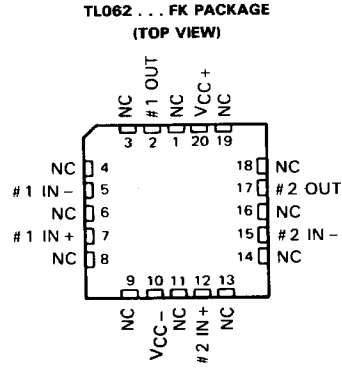 TL062 . . . FK PACKAGE
(TOP VIEW)
NC
#1 OUT
NC
VCC+
NC
3 2 1 20 19
NC 4
#1 IN- 5
NC 6
#1 IN+ 7
NC 8
18 NC
17 #2 OUT
16 NC
15 #2 IN-
14 NC
9 10 11 12 13
NC
VCC-
NC
#2 IN+
NC